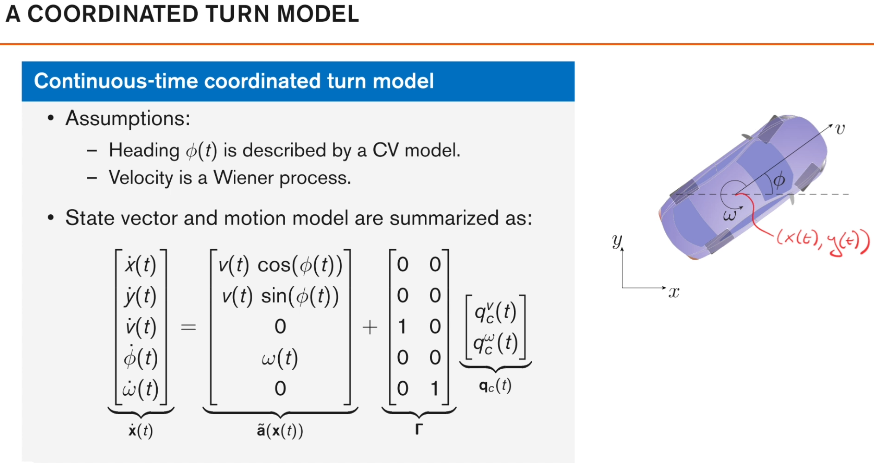 A COORDINATED TURN MODEL
Continuous-time coordinated turn model
• Assumptions:
– Heading ϕ(t) is described by a CV model.
– Velocity is a Wiener process.
• State vector and motion model are summarized as:
[ẋ(t) ẏ(t) v̇(t) ϕ̇(t) ω̇(t)] = [v(t) cos(ϕ(t)) v(t) sin(ϕ(t)) 0 ω(t) 0] + [0 0 0 0 1 0 0 0 0 1] [q_c^v(t) q_c^ω(t)]
ẋ(t) ã(x(t)) Γ q_c(t)
v
ϕ
ω
(x(t), y(t))
y
x